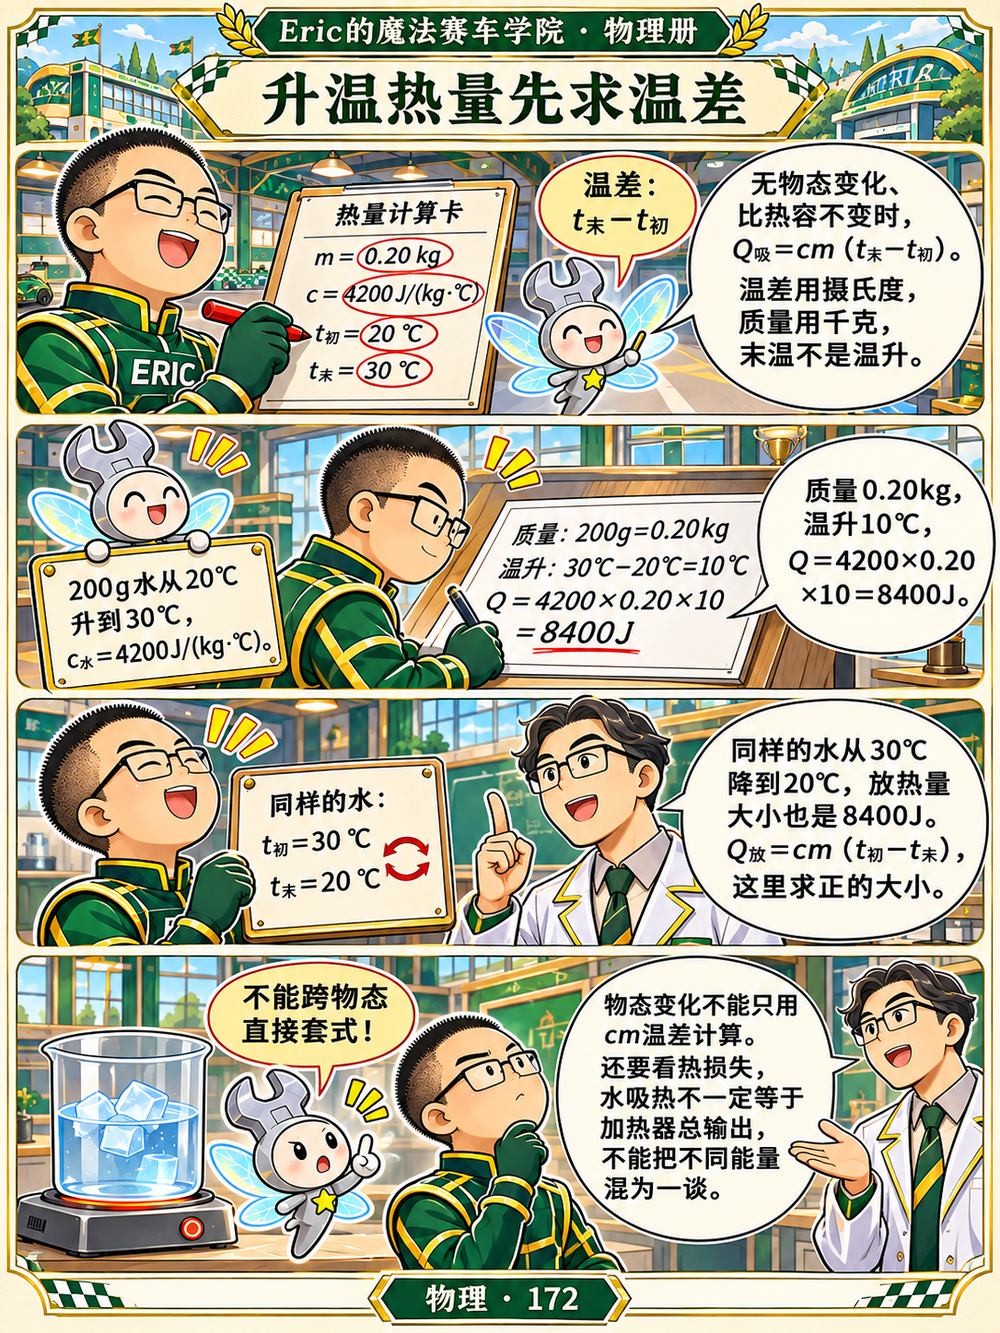 Eric的魔法赛车学院 · 物理册
升温热量先求温差
热量计算卡
m = 0.20 kg
c = 4200 J/(kg·℃)
t初 = 20 ℃
t末 = 30 ℃
ERIC
温差：
t末－t初
无物态变化、
比热容不变时，
Q吸＝cm（t末－t初）。
温差用摄氏度，
质量用千克，
末温不是温升。
200g水从20℃
升到30℃，
c水＝4200J/(kg·℃)。
质量：200g=0.20kg
温升：30℃−20℃=10℃
Q = 4200×0.20×10
= 8400J
质量0.20kg，
温升10℃，
Q＝4200×0.20
×10＝8400J。
同样的水：
t初＝30 ℃
t末＝20 ℃
同样的水从30℃
降到20℃，放热量
大小也是8400J。
Q放＝cm（t初－t末），
这里求正的大小。
不能跨物态
直接套式！
物态变化不能只用
cm温差计算。
还要看热损失，
水吸热不一定等于
加热器总输出，
不能把不同能量
混为一谈。
物理 · 172